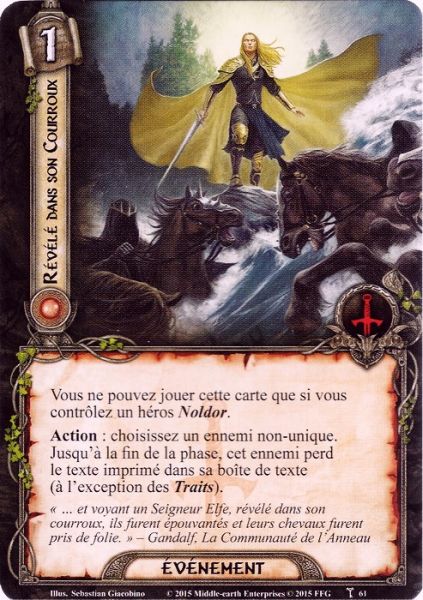 1
RÉVÉLÉ DANS SON COURROUX
Vous ne pouvez jouer cette carte que si vous
contrôlez un héros Noldor.
Action : choisissez un ennemi non-unique.
Jusqu'à la fin de la phase, cet ennemi perd
le texte imprimé dans sa boîte de texte
(à l'exception des Traits).
« ... et voyant un Seigneur Elfe, révélé dans son
courroux, ils furent épouvantés et leurs chevaux furent
pris de folie. » – Gandalf, La Communauté de l'Anneau
ÉVÉNEMENT
Illus. Sebastian Giacobino © 2015 Middle-earth Enterprises © 2015 FFG 61